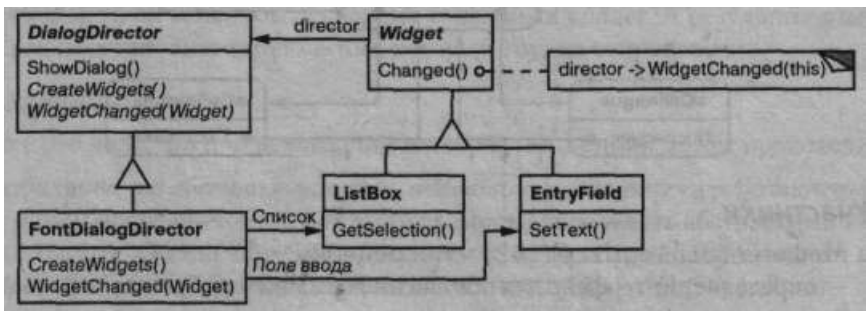 DialogDirector
ShowDialog()
CreateWidgets()
WidgetChanged(Widget)
director
Widget
Changed()
director ->WidgetChanged(this)
ListBox
GetSelection()
EntryField
SetText()
FontDialogDirector
CreateWidgets()
WidgetChanged(Widget)
Список
Поле ввода